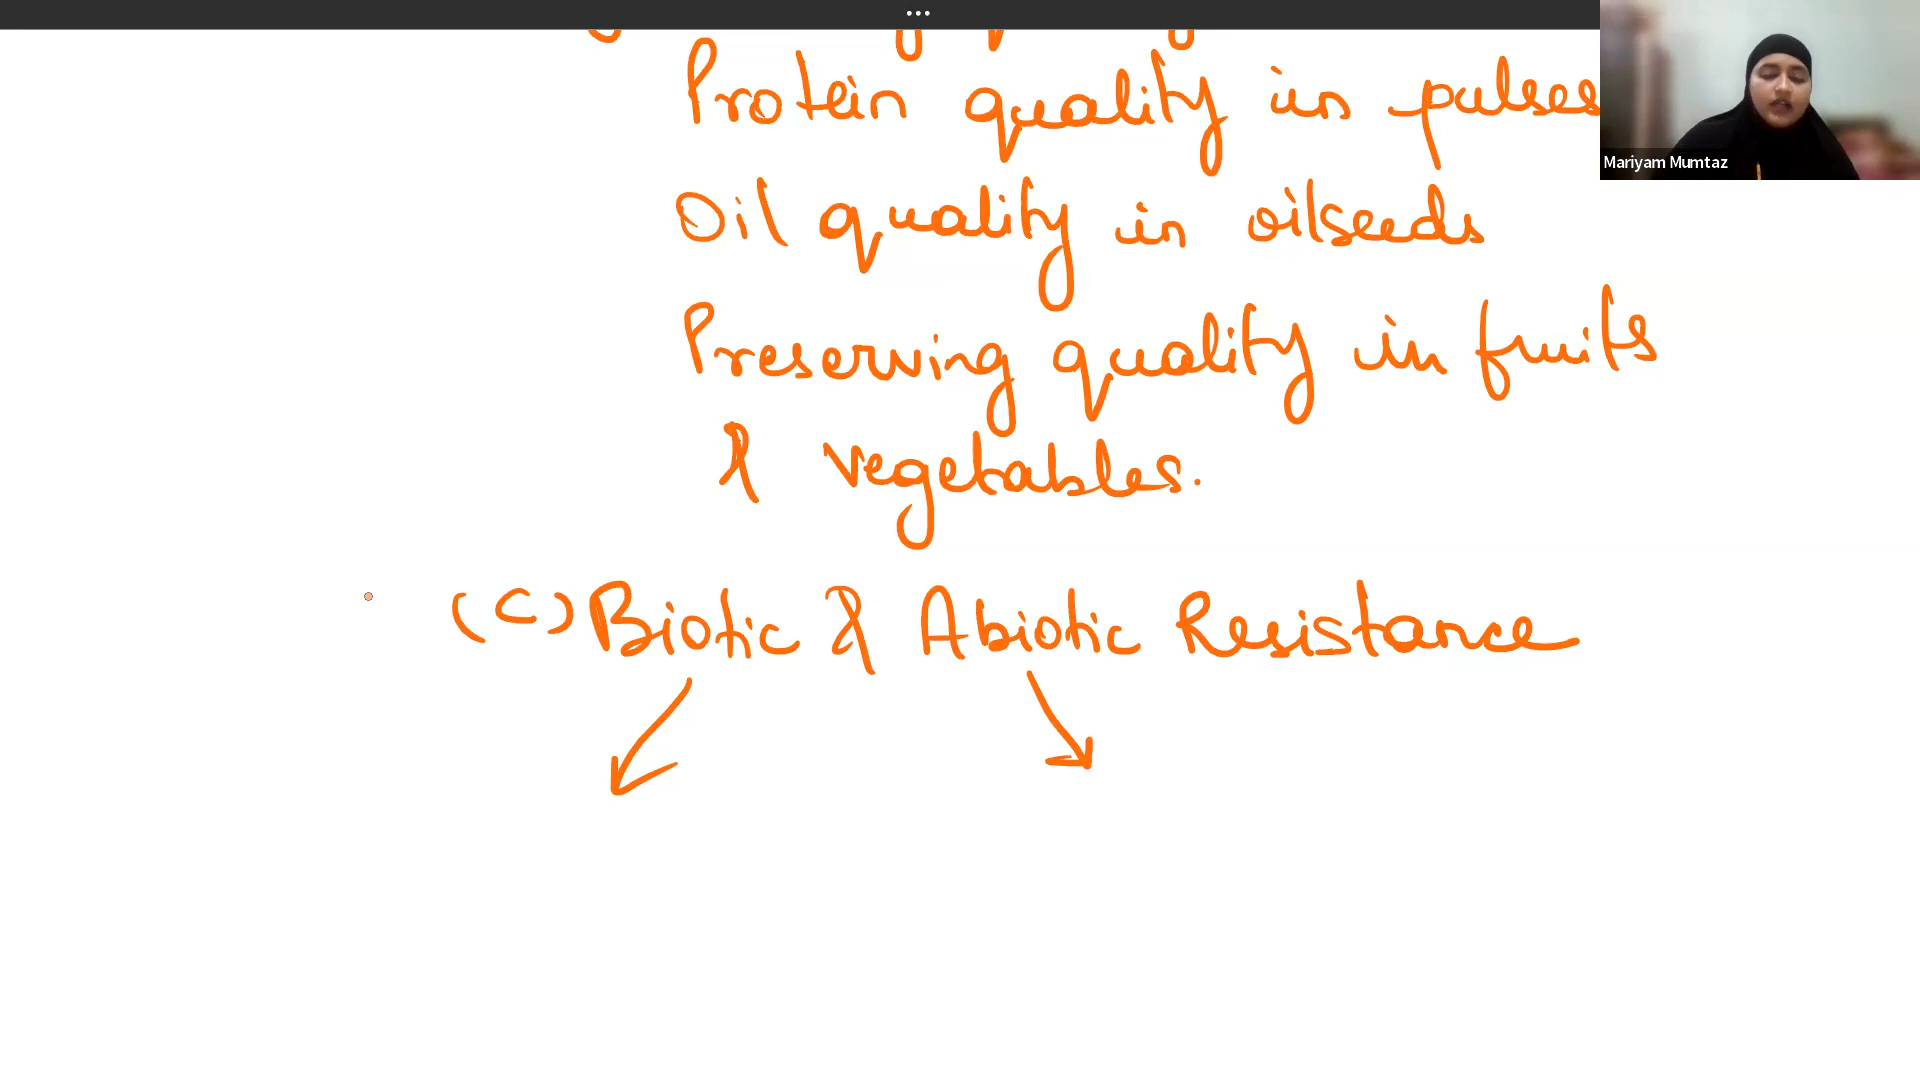 Protein quality in pulses
Mariyam Mumtaz
Oil quality in oilseeds
Preserving quality in fruits
& vegetables.
(C) Biotic & Abiotic Resistance